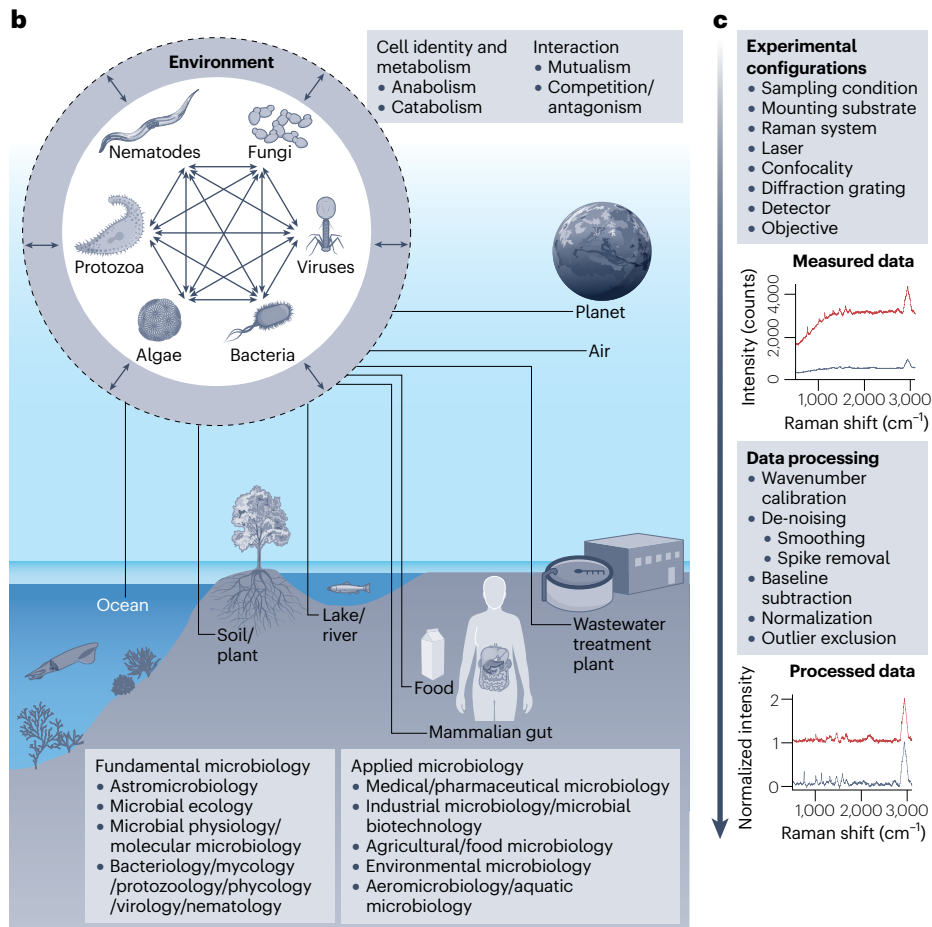 b
Environment
Nematodes
Fungi
Protozoa
Viruses
Algae
Bacteria
Cell identity and
metabolism
• Anabolism
• Catabolism
Interaction
• Mutualism
• Competition/
antagonism
Planet
Air
Ocean
Soil/
plant
Lake/
river
Food
Mammalian gut
Wastewater
treatment
plant
Fundamental microbiology
• Astromicrobiology
• Microbial ecology
• Microbial physiology/
molecular microbiology
• Bacteriology/mycology
/protozoology/phycology
/virology/nematology
Applied microbiology
• Medical/pharmaceutical microbiology
• Industrial microbiology/microbial
biotechnology
• Agricultural/food microbiology
• Environmental microbiology
• Aeromicrobiology/aquatic
microbiology
c
Experimental
configurations
• Sampling condition
• Mounting substrate
• Raman system
• Laser
• Confocality
• Diffraction grating
• Detector
• Objective
Measured data
Intensity (counts)
4,000
2,000
0
1,000 2,000 3,000
Raman shift (cm⁻¹)
Data processing
• Wavenumber
calibration
• De-noising
• Smoothing
• Spike removal
• Baseline
subtraction
• Normalization
• Outlier exclusion
Processed data
Normalized intensity
2
1
0
1,000 2,000 3,000
Raman shift (cm⁻¹)